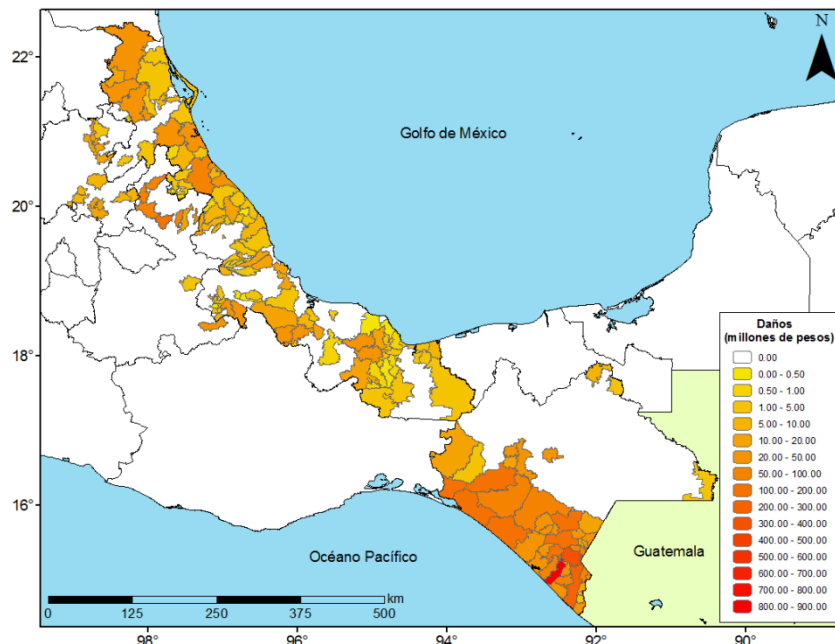 22°
N
Golfo de México
20°
18°
16°
Daños
(millones de pesos)
0.00
0.00 - 0.50
0.50 - 1.00
1.00 - 5.00
5.00 - 10.00
10.00 - 20.00
20.00 - 50.00
50.00 - 100.00
100.00 - 200.00
200.00 - 300.00
300.00 - 400.00
400.00 - 500.00
500.00 - 600.00
600.00 - 700.00
700.00 - 800.00
800.00 - 900.00
Océano Pacífico
Guatemala
km
0 125 250 375 500
98° 96° 94° 92° 90°